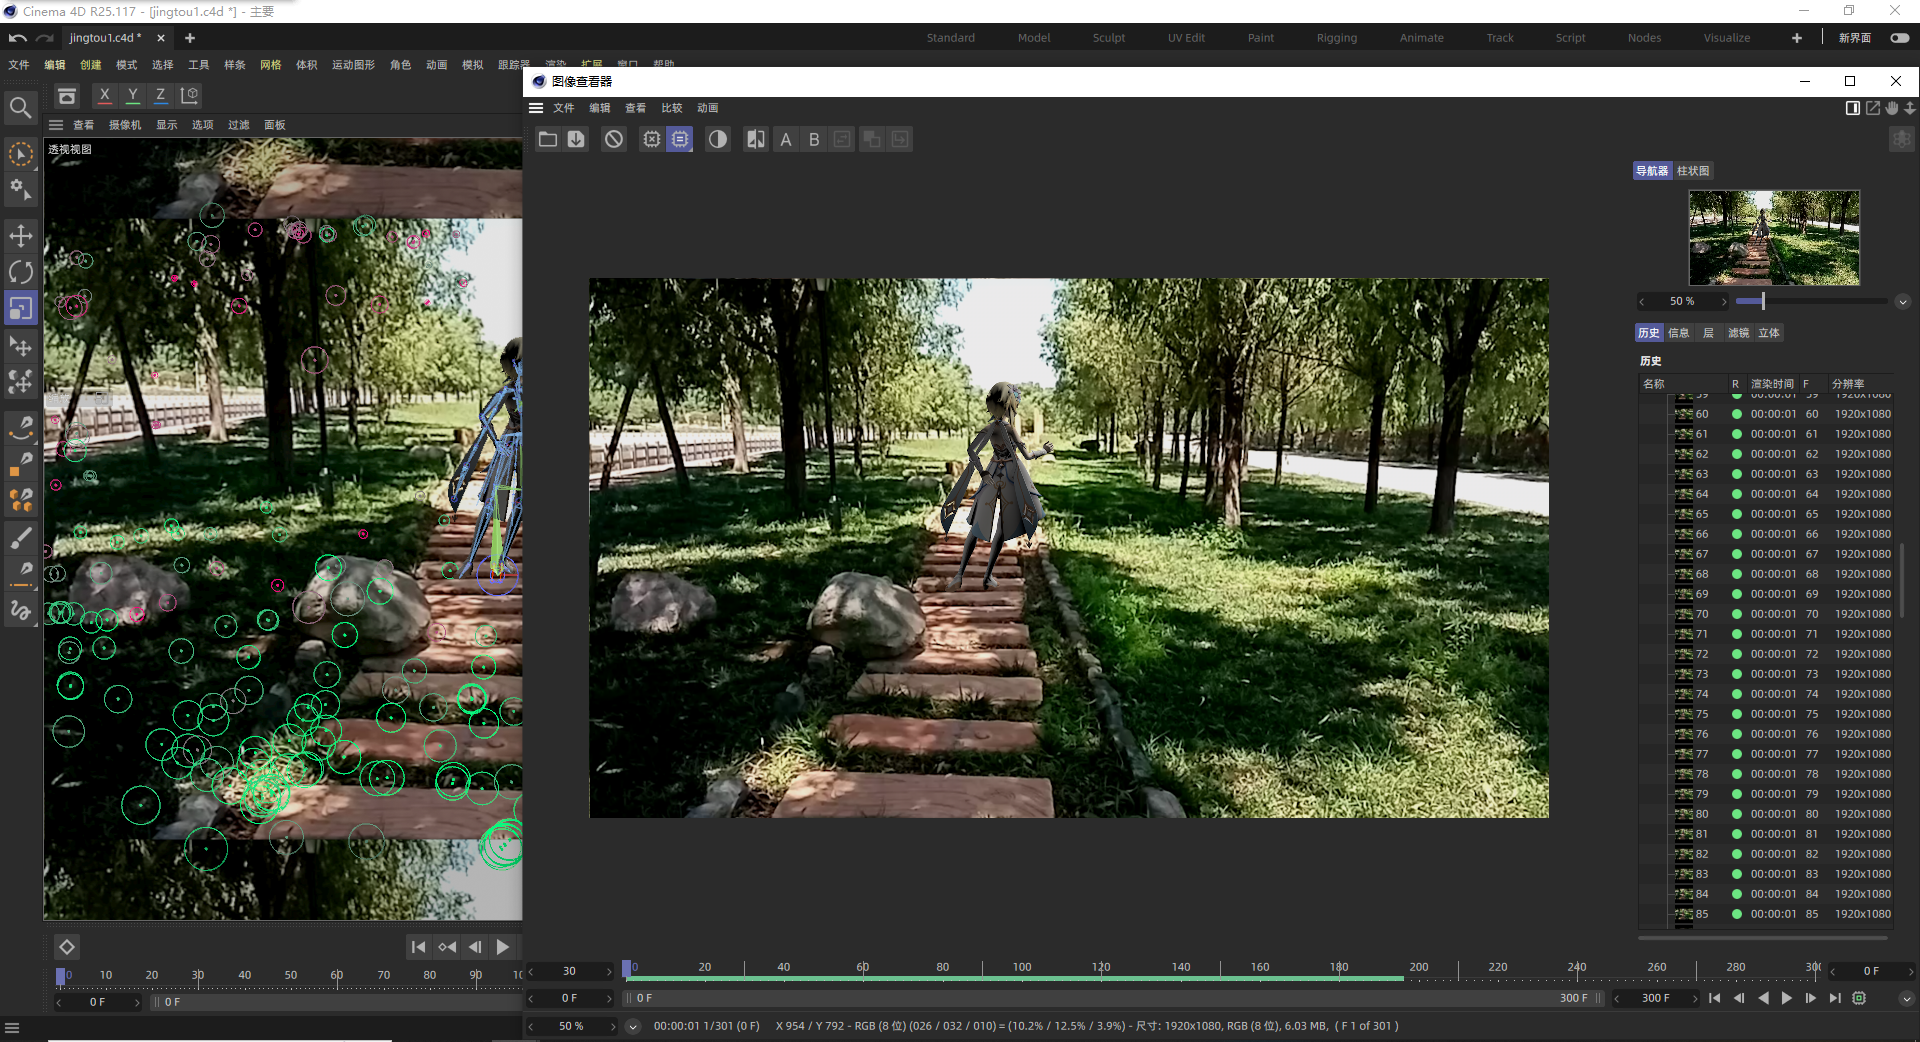 Cinema 4D R25.117 - [jingtou1.c4d *] - 主要
jingtou1.c4d *
Standard Model Sculpt UV Edit Paint Rigging Animate Track Script Nodes Visualize 新界面
文件 编辑 创建 模式 选择 工具 样条 网格 体积 运动图形 角色 动画 模拟 跟踪器 渲染 扩展 窗口 帮助
图像查看器
X Y Z
文件 编辑 查看 比较 动画
查看 摄像机 显示 选项 过滤 面板
A B
透视视图
导航器 柱状图
50 %
历史 信息 层 滤镜 立体
历史
名称 R 渲染时间 F 分辨率
59 00:00:01 59 1920x1080
60 00:00:01 60 1920x1080
61 00:00:01 61 1920x1080
62 00:00:01 62 1920x1080
63 00:00:01 63 1920x1080
64 00:00:01 64 1920x1080
65 00:00:01 65 1920x1080
66 00:00:01 66 1920x1080
67 00:00:01 67 1920x1080
68 00:00:01 68 1920x1080
69 00:00:01 69 1920x1080
70 00:00:01 70 1920x1080
71 00:00:01 71 1920x1080
72 00:00:01 72 1920x1080
73 00:00:01 73 1920x1080
74 00:00:01 74 1920x1080
75 00:00:01 75 1920x1080
76 00:00:01 76 1920x1080
77 00:00:01 77 1920x1080
78 00:00:01 78 1920x1080
79 00:00:01 79 1920x1080
80 00:00:01 80 1920x1080
81 00:00:01 81 1920x1080
82 00:00:01 82 1920x1080
83 00:00:01 83 1920x1080
84 00:00:01 84 1920x1080
85 00:00:01 85 1920x1080
0 10 20 30 40 50 60 70 80 90
0 F 0 F
30 0 20 40 60 80 100 120 140 160 180 200 220 240 260 280 0 F
0 F 0 F 300 F 300 F
50 % 00:00:01 1/301 (0 F) X 954 / Y 792 - RGB (8 位) (026 / 032 / 010) = (10.2% / 12.5% / 3.9%) - 尺寸: 1920x1080, RGB (8 位), 6.03 MB, ( F 1 of 301 )